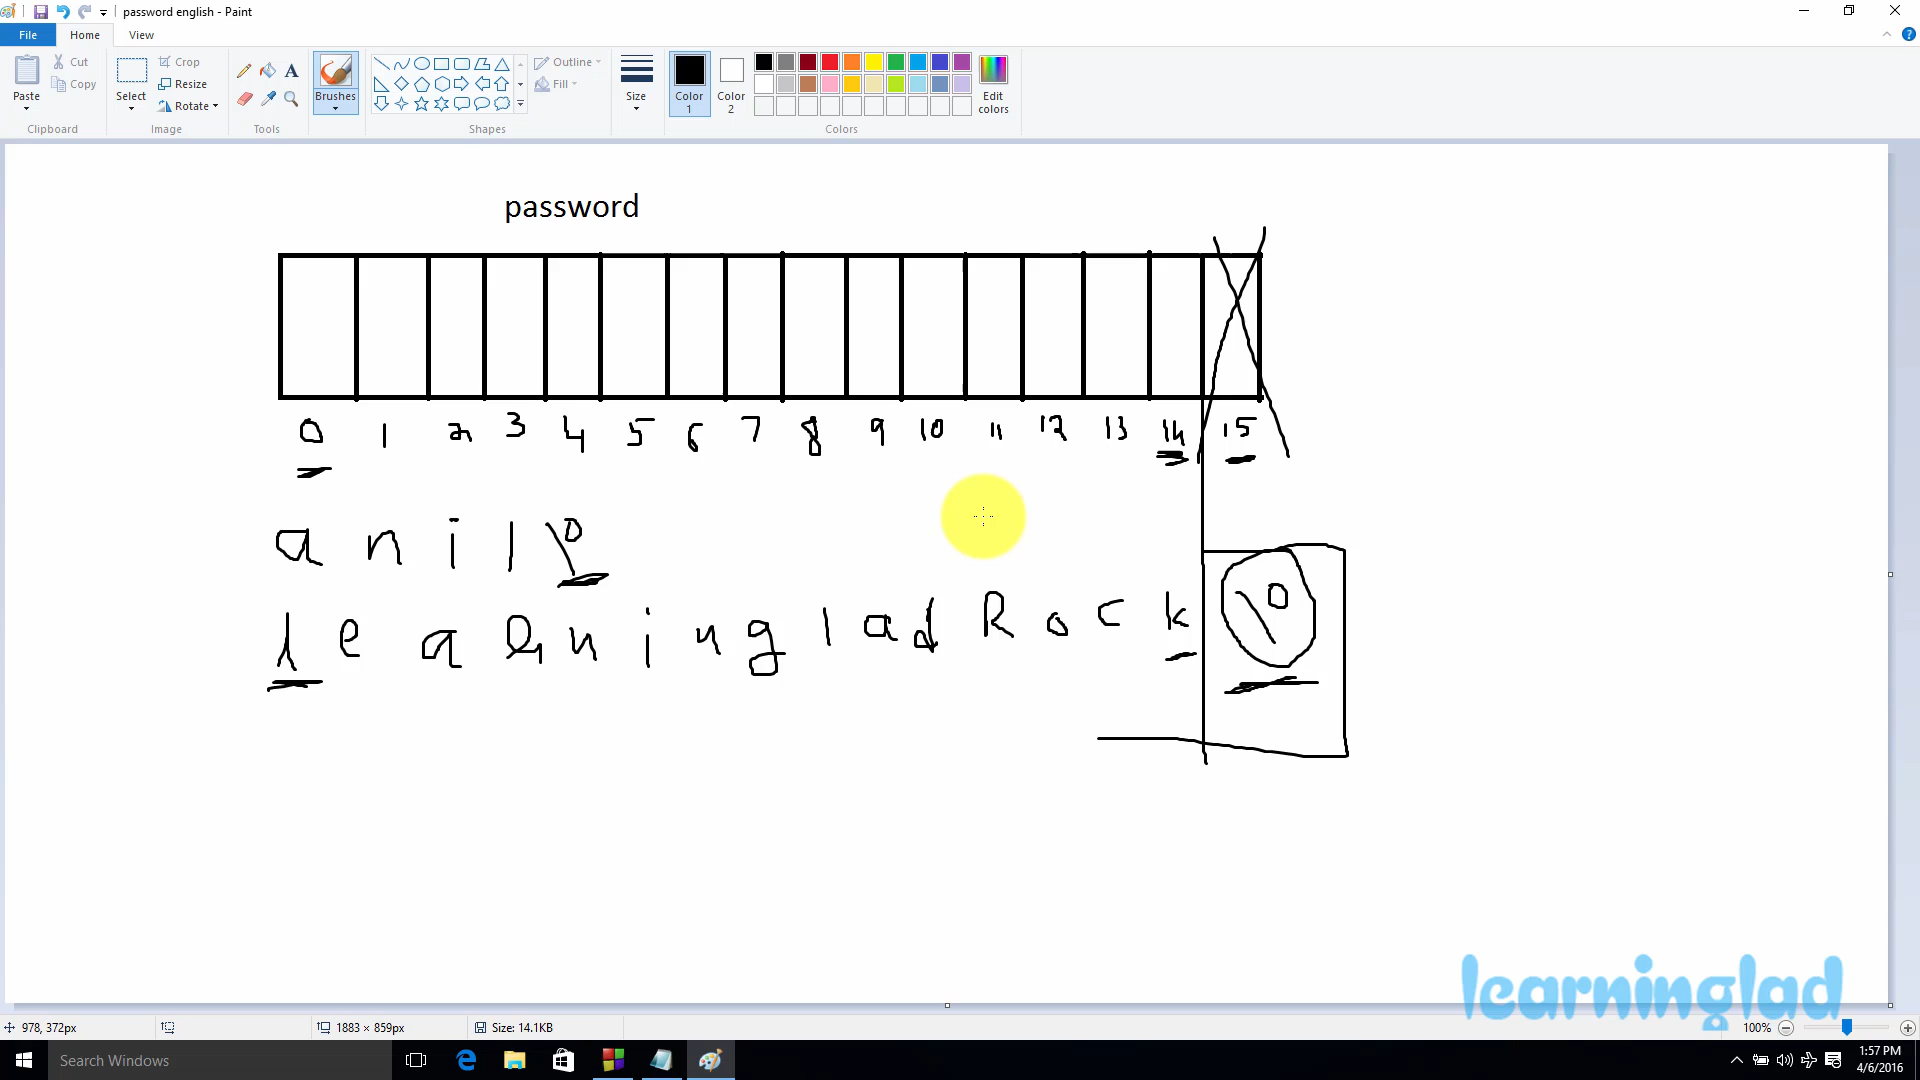 password english - Paint
File Home View
Paste Cut Copy Clipboard
Select Crop Resize Rotate Image
Tools
Brushes
Outline Fill Shapes
Size
Color 1 Color 2 Edit colors Colors
password
0 1 2 3 4 5 6 7 8 9 10 11 12 13 14 15
a n i l \0
l e a r n i n g l a d R o c k \0
learninglad
978, 372px 1883 × 859px Size: 14.1KB 100%
Search Windows 1:57 PM
4/6/2016